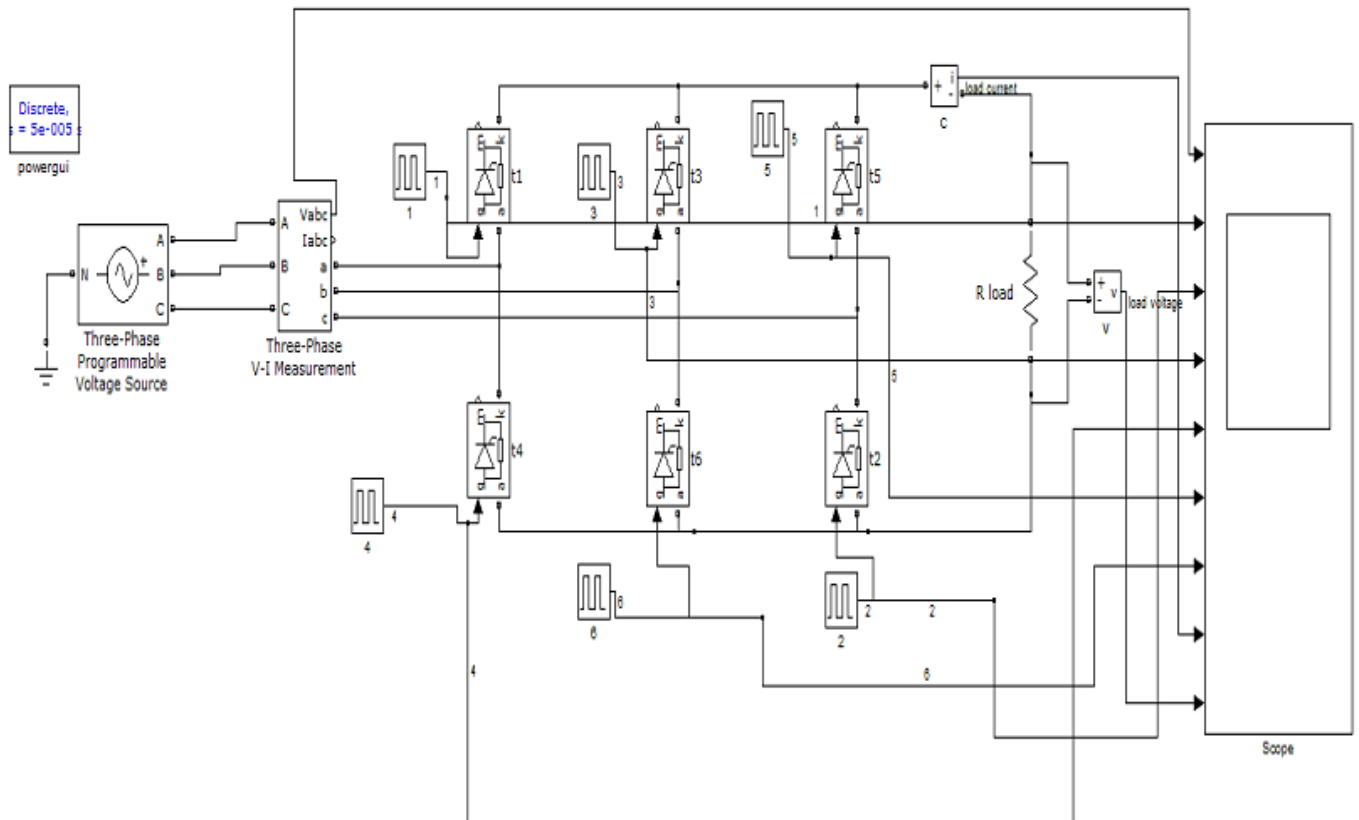 Discrete,
s = 5e-005 s
powergui
N
A
B
C
Three-Phase
Programmable
Voltage Source
A
B
C
Vabc
Iabc
a
b
c
Three-Phase
V-I Measurement
1
1
m
k
g
a
t1
3
3
m
k
g
a
t3
5
5
1
m
k
g
a
t5
+
i
-
load current
C
R load
+
-
v
load voltage
V
3
5
4
4
m
k
g
a
t4
m
k
g
a
t6
m
k
g
a
t2
6
6
2
2
2
4
6
Scope